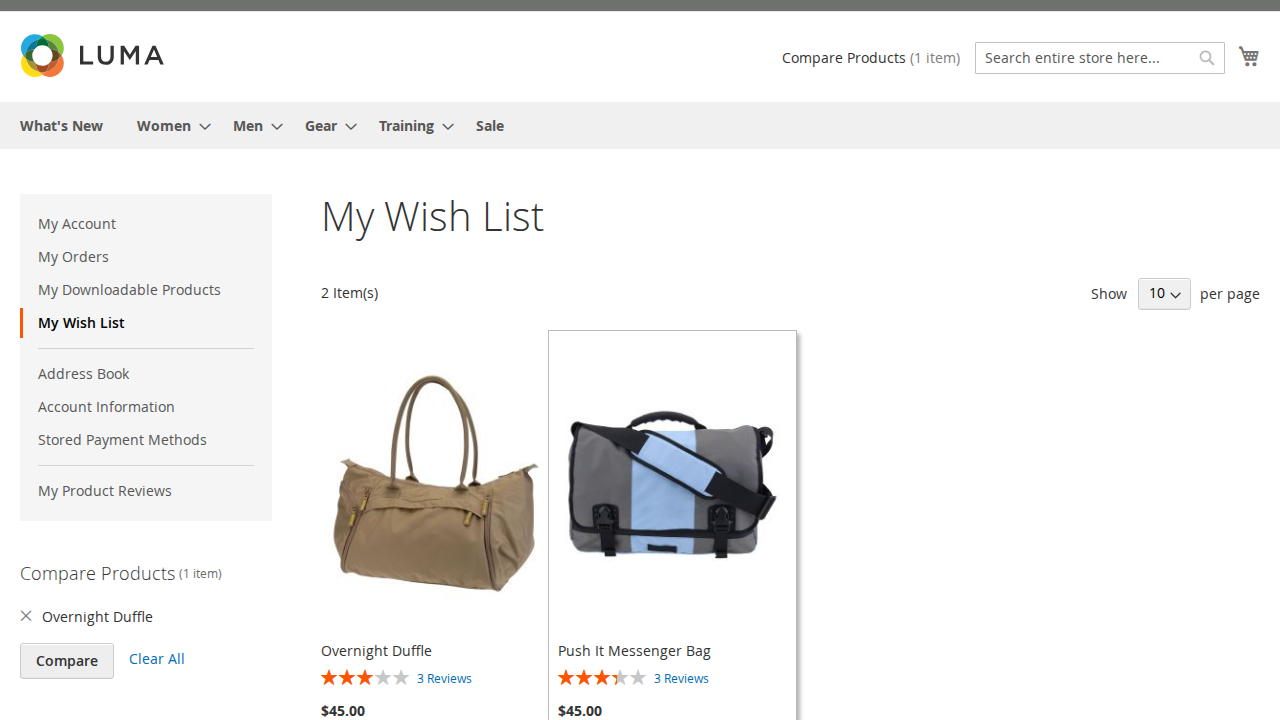 LUMA
Compare Products (1 item)
Search entire store here...
What's New
Women
Men
Gear
Training
Sale
My Account
My Orders
My Downloadable Products
My Wish List
Address Book
Account Information
Stored Payment Methods
My Product Reviews
Compare Products (1 item)
Overnight Duffle
Compare
Clear All
My Wish List
2 Item(s)
Show 10 per page
Overnight Duffle
3 Reviews
$45.00
Push It Messenger Bag
3 Reviews
$45.00